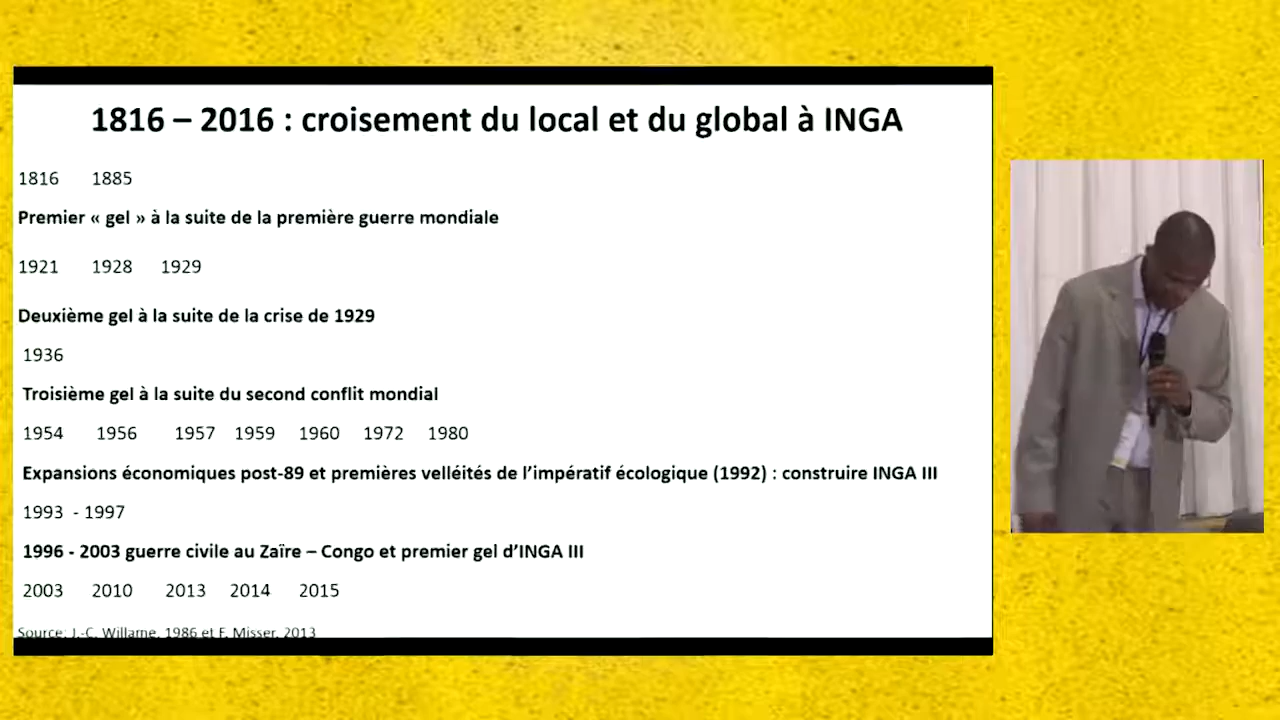 1816 – 2016 : croisement du local et du global à INGA
1816 1885
Premier « gel » à la suite de la première guerre mondiale
1921 1928 1929
Deuxième gel à la suite de la crise de 1929
1936
Troisième gel à la suite du second conflit mondial
1954 1956 1957 1959 1960 1972 1980
Expansions économiques post-89 et premières velléités de l'impératif écologique (1992) : construire INGA III
1993 - 1997
1996 - 2003 guerre civile au Zaïre – Congo et premier gel d'INGA III
2003 2010 2013 2014 2015
Source: J.-C. Willame, 1986 et F. Misser, 2013